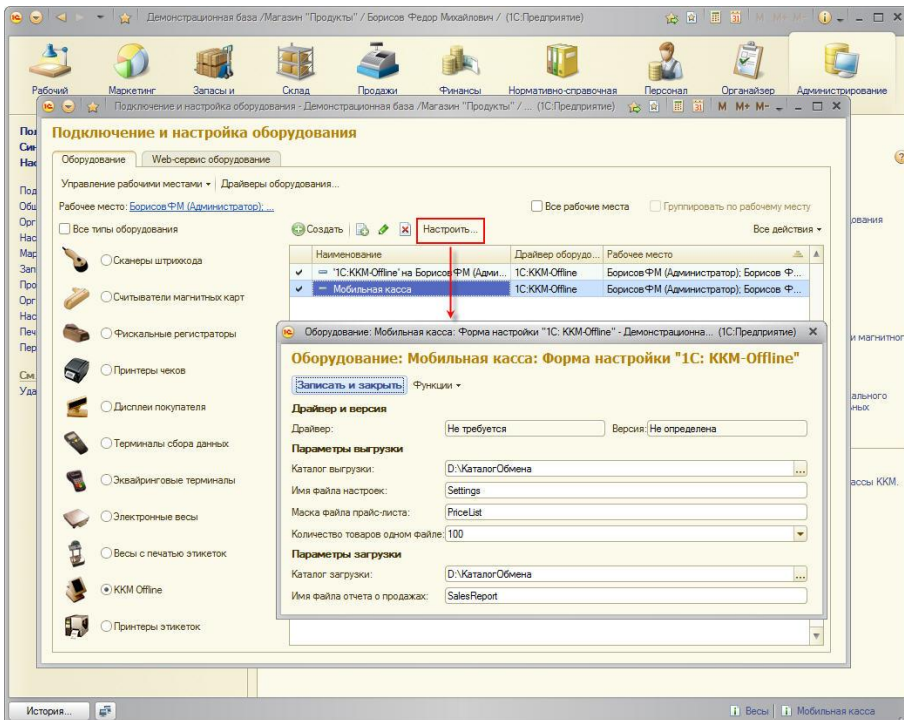 Демонстрационная база /Магазин "Продукты" / Борисов Федор Михайлович / (1С:Предприятие)
M M+ M-
Рабочий Маркетинг Запасы и Склад Продажи Финансы Нормативно-справочная Персонал Органайзер Администрирование
Подключение и настройка оборудования - Демонстрационная база /Магазин "Продукты" / ... (1С:Предприятие) M M+ M-
Подключение и настройка оборудования
Оборудование Web-сервис оборудование
Управление рабочими местами Драйверы оборудования...
Рабочее место: БорисовФМ (Администратор); ... Все рабочие места Группировать по рабочему месту
Все типы оборудования Создать Настроить... Все действия
Наименование Драйвер оборудо... Рабочее место
'1С:ККМ-Offline' на БорисовФМ (Адми... 1С:ККМ-Offline БорисовФМ (Администратор); Борисов Ф...
Мобильная касса 1С:ККМ-Offline БорисовФМ (Администратор); Борисов Ф...
Сканеры штрихкода
Считыватели магнитных карт
Фискальные регистраторы
Принтеры чеков
Дисплеи покупателя
Терминалы сбора данных
Эквайринговые терминалы
Электронные весы
Весы с печатью этикеток
ККМ Offline
Принтеры этикеток
Оборудование: Мобильная касса: Форма настройки "1С: ККМ-Offline" - Демонстрационна... (1С:Предприятие)
Оборудование: Мобильная касса: Форма настройки "1С: ККМ-Offline"
Записать и закрыть Функции
Драйвер и версия
Драйвер: Не требуется Версия: Не определена
Параметры выгрузки
Каталог выгрузки: D:\КаталогОбмена
Имя файла настроек: Settings
Маска файла прайс-листа: PriceList
Количество товаров одном файле: 100
Параметры загрузки
Каталог загрузки: D:\КаталогОбмена
Имя файла отчета о продажах: SalesReport
ассы ККМ.
История... Весы Мобильная касса